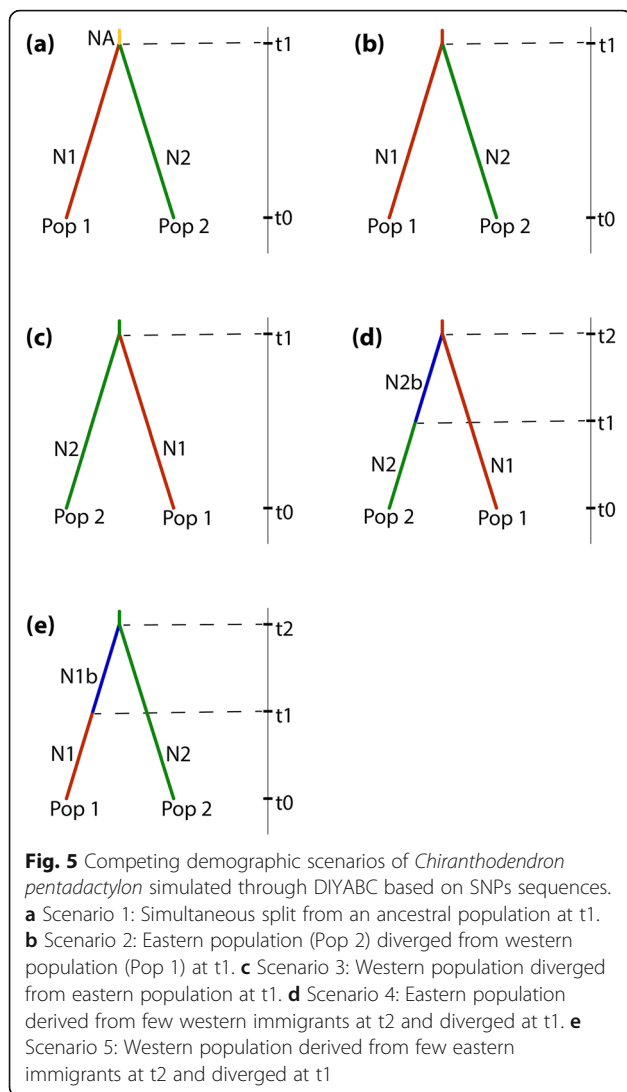 (a)
NA
t1
N1
N2
t0
Pop 1
Pop 2
(b)
t1
N1
N2
t0
Pop 1
Pop 2
(c)
t1
N2
N1
t0
Pop 2
Pop 1
(d)
t2
N2b
t1
N2
N1
t0
Pop 2
Pop 1
(e)
t2
N1b
t1
N1
N2
t0
Pop 1
Pop 2
Fig. 5 Competing demographic scenarios of Chiranthodendron
pentadactylon simulated through DIYABC based on SNPs sequences.
a Scenario 1: Simultaneous split from an ancestral population at t1.
b Scenario 2: Eastern population (Pop 2) diverged from western
population (Pop 1) at t1. c Scenario 3: Western population diverged
from eastern population at t1. d Scenario 4: Eastern population
derived from few western immigrants at t2 and diverged at t1. e
Scenario 5: Western population derived from few eastern
immigrants at t2 and diverged at t1